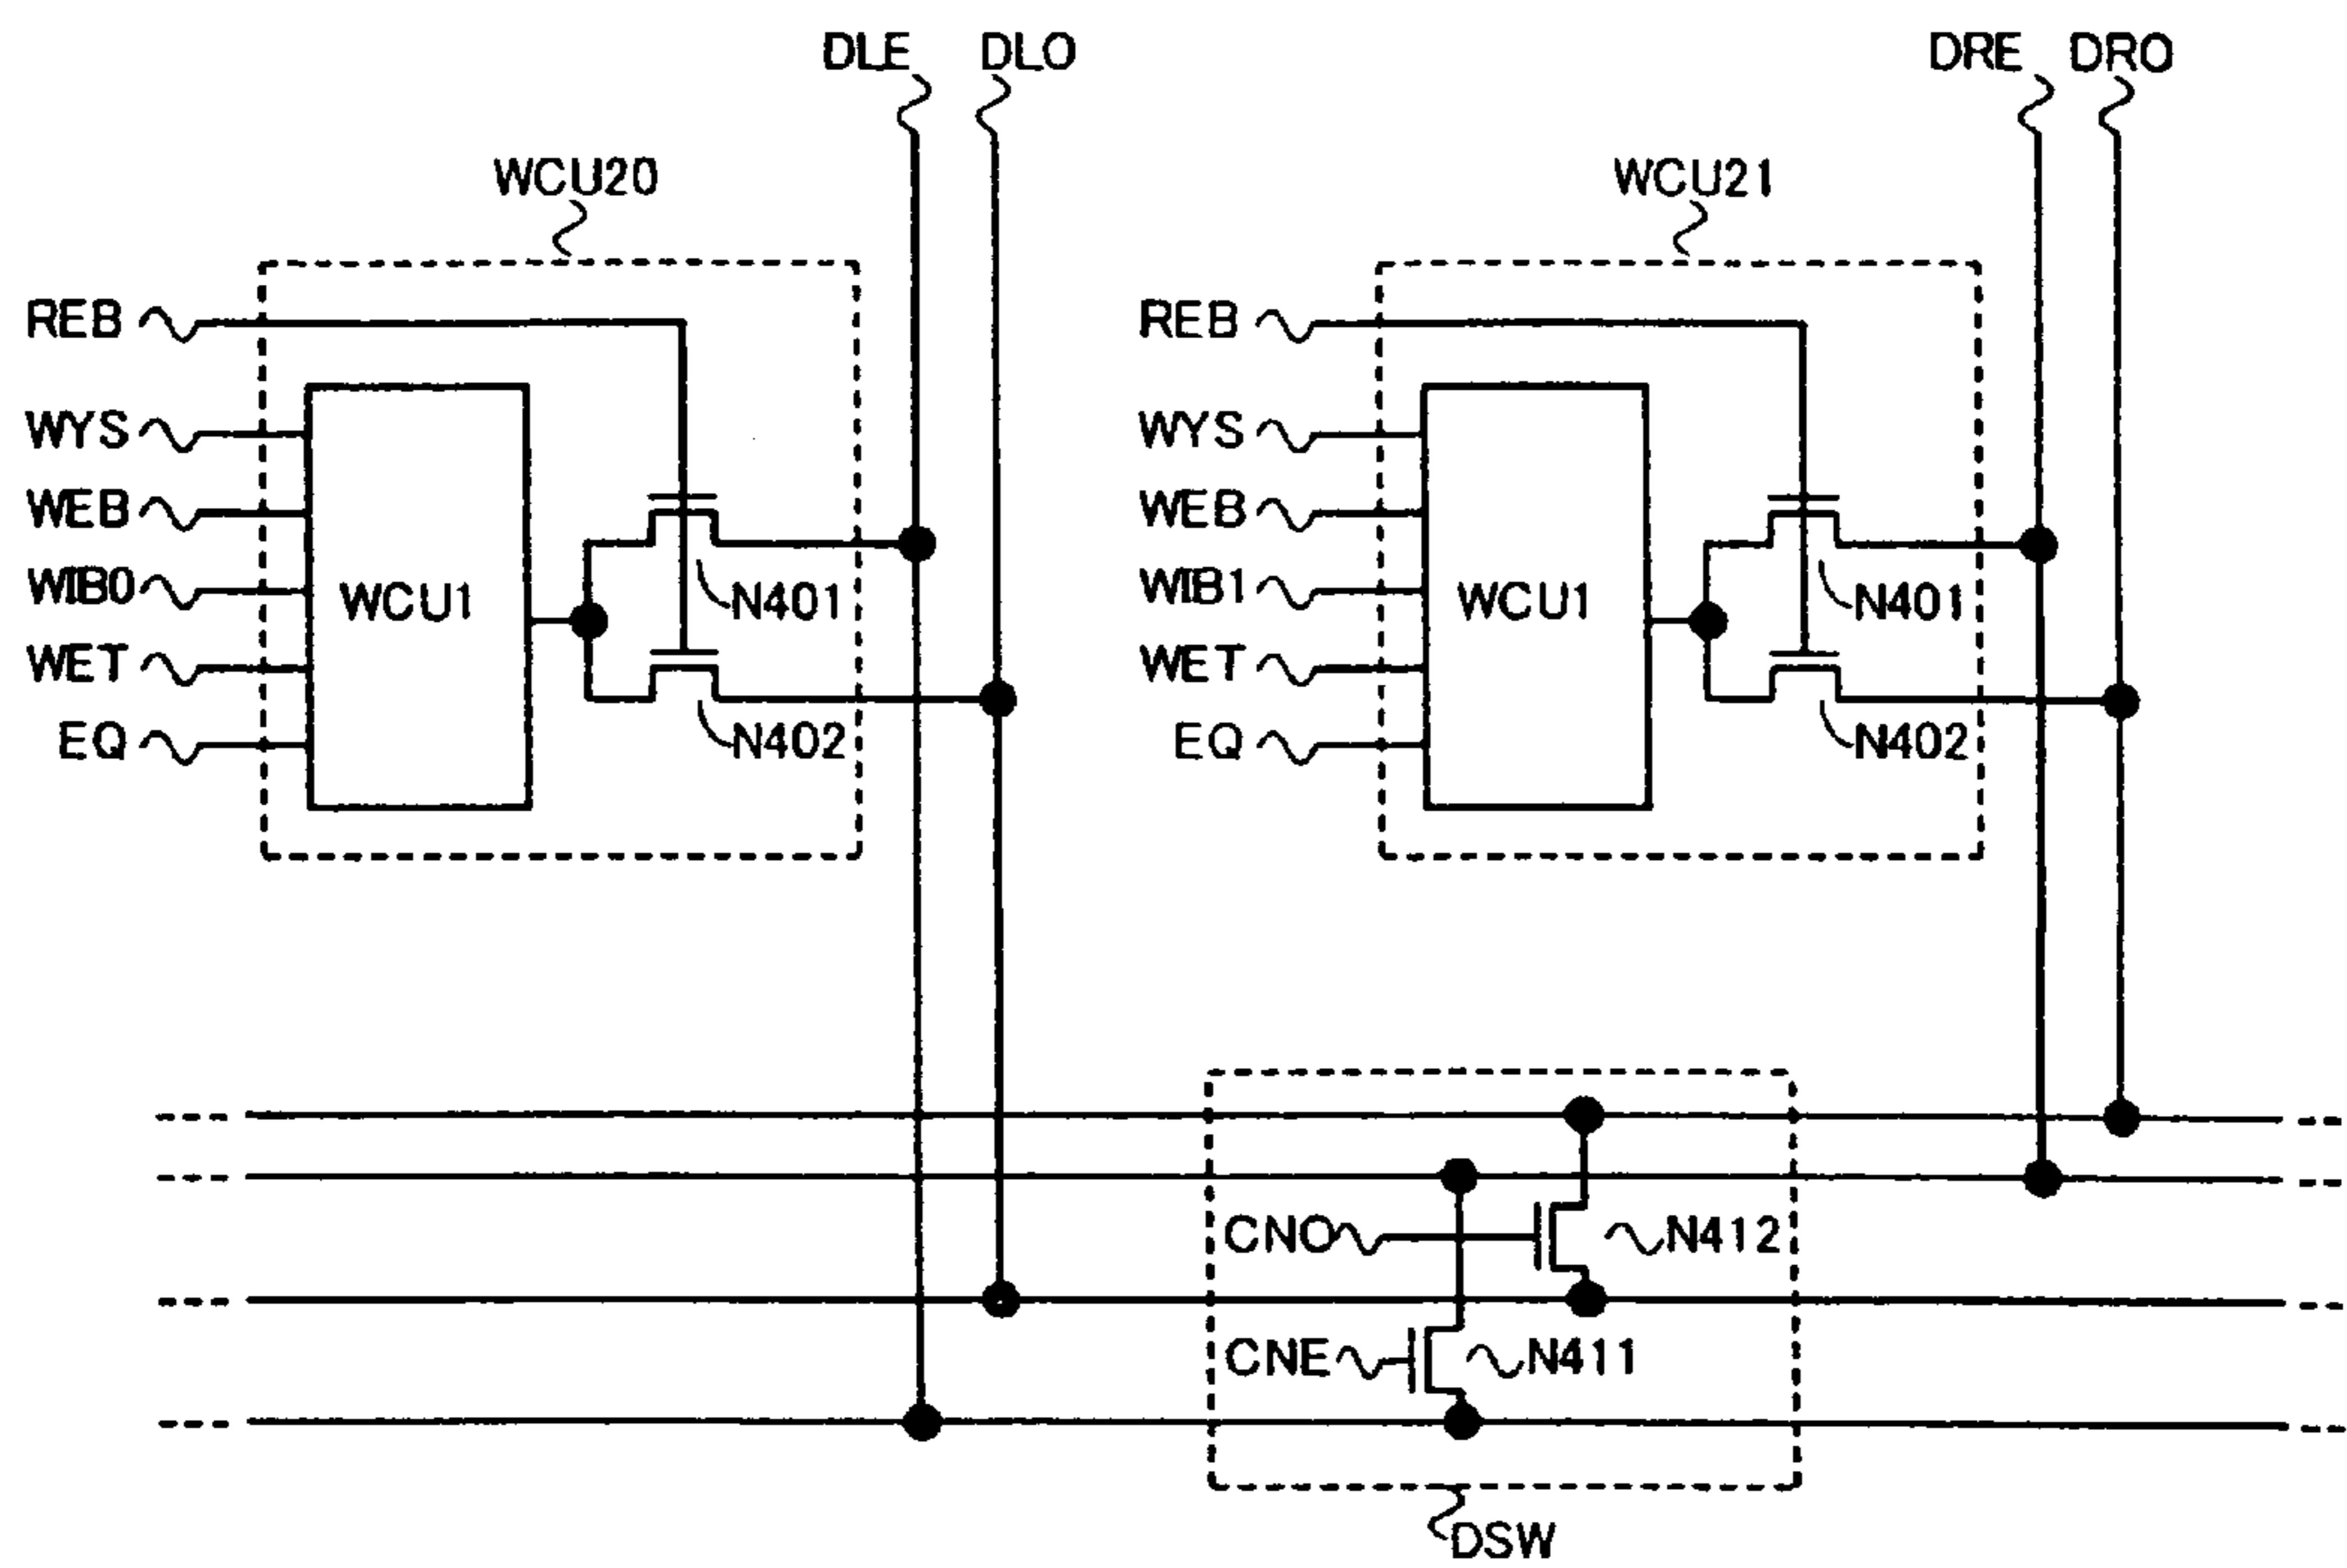 DLE DLO DRE DRO
WCU20 WCU21
REB REB
WYS WYS
WEB WEB
WIB0 WCU1 N401 WIB1 WCU1 N401
WET WET
EQ N402 EQ N402
CNO N412
CNE N411
DSW